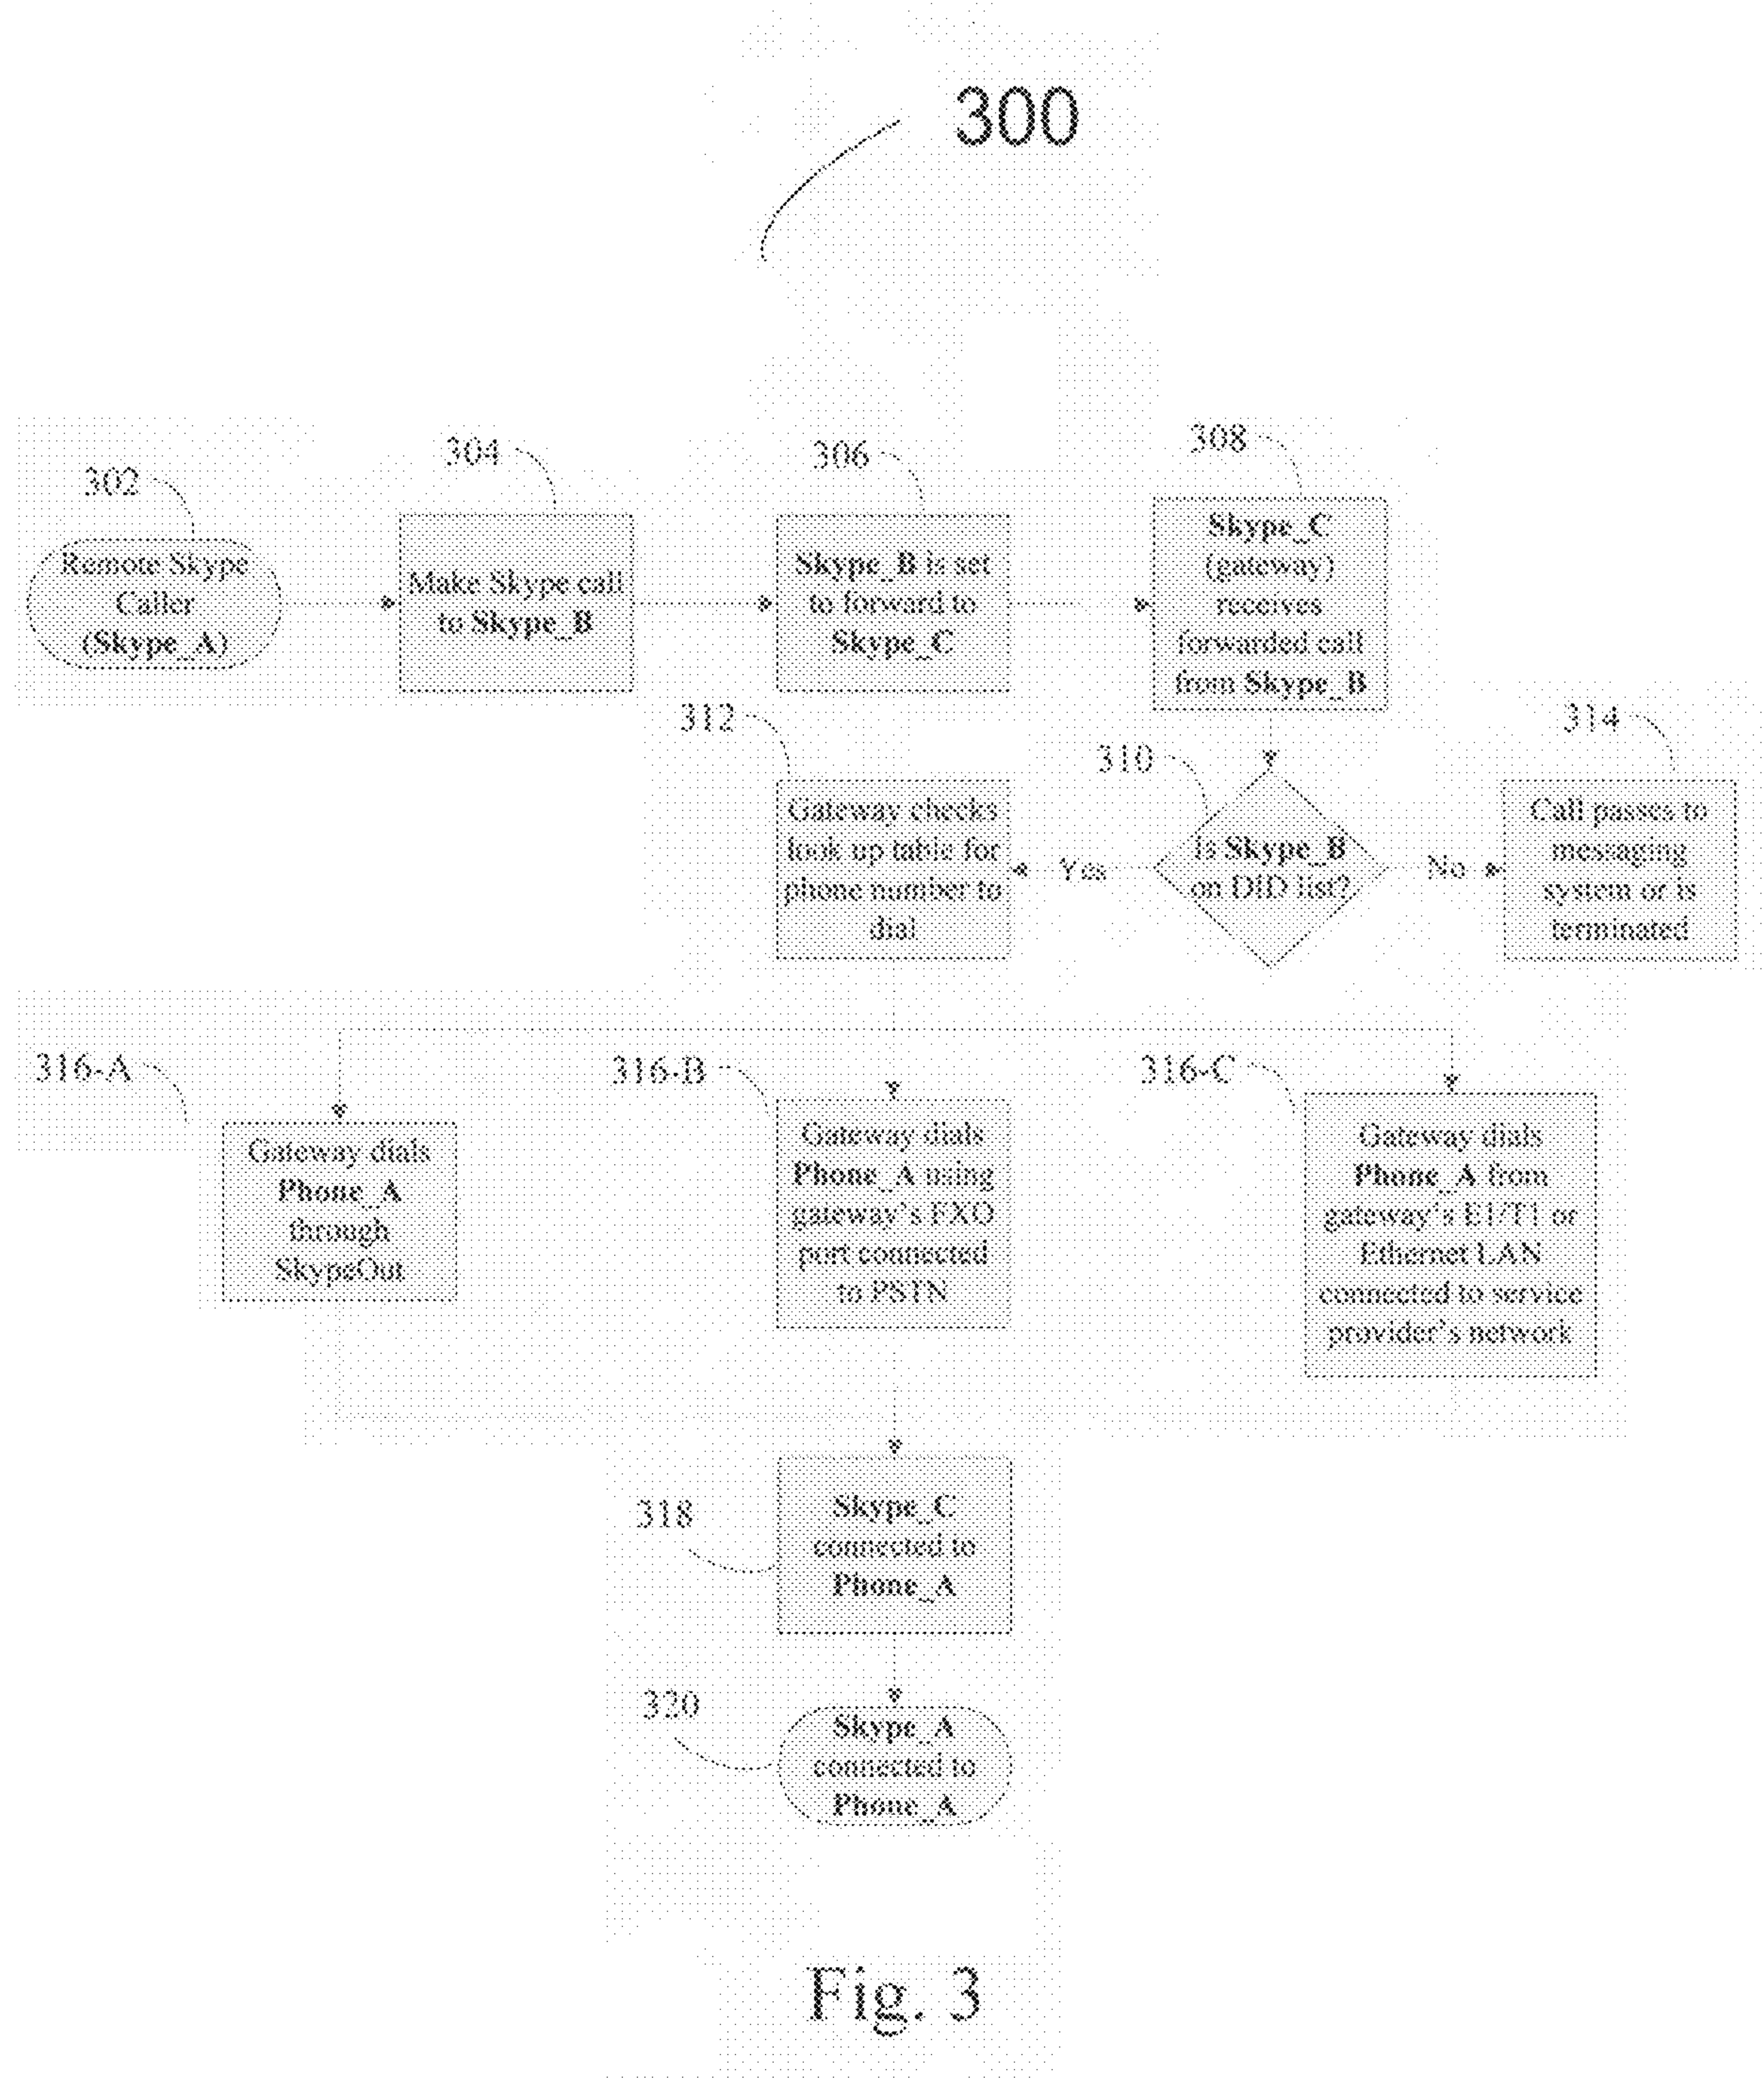 300
302
Remote Skype
Caller
(Skype_A)
304
Make Skype call
to Skype_B
306
Skype_B is set
to forward to
Skype_C
308
Skype_C
(gateway)
receives
forwarded call
from Skype_B
310
Is Skype_B
on DID list?
Yes
No
312
Gateway checks
look up table for
phone number to
dial
314
Call passes to
messaging
system or is
terminated
316-A
Gateway dials
Phone_A
through
SkypeOut
316-B
Gateway dials
Phone_A using
gateway's FXO
port connected
to PSTN
316-C
Gateway dials
Phone_A from
gateway's E1/T1 or
Ethernet LAN
connected to service
provider's network
318
Skype_C
connected to
Phone_A
320
Skype_A
connected to
Phone_A
Fig. 3